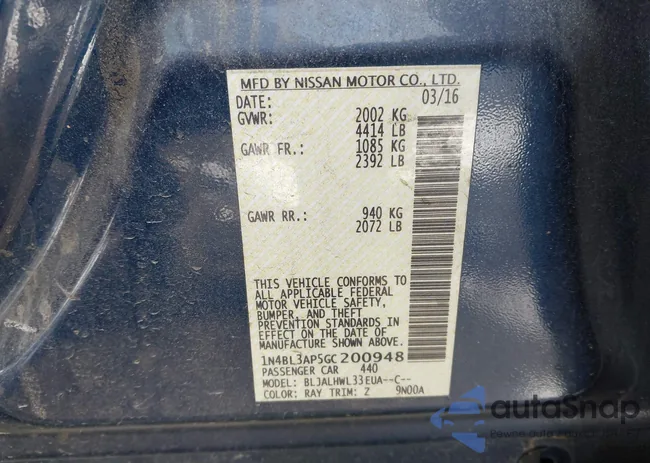 MFD BY NISSAN MOTOR CO., LTD.
DATE: 03/16
GVWR: 2002 KG
4414 LB
GAWR FR.: 1085 KG
2392 LB
GAWR RR.: 940 KG
2072 LB
THIS VEHICLE CONFORMS TO
ALL APPLICABLE FEDERAL
MOTOR VEHICLE SAFETY,
BUMPER, AND THEFT
PREVENTION STANDARDS IN
EFFECT ON THE DATE OF
MANUFACTURE SHOWN ABOVE.
1N4BL3AP5GC200948
PASSENGER CAR 440
MODEL: BLJALHWL33EUA--C--
COLOR: RAY TRIM: Z 9N00A
autoSnap